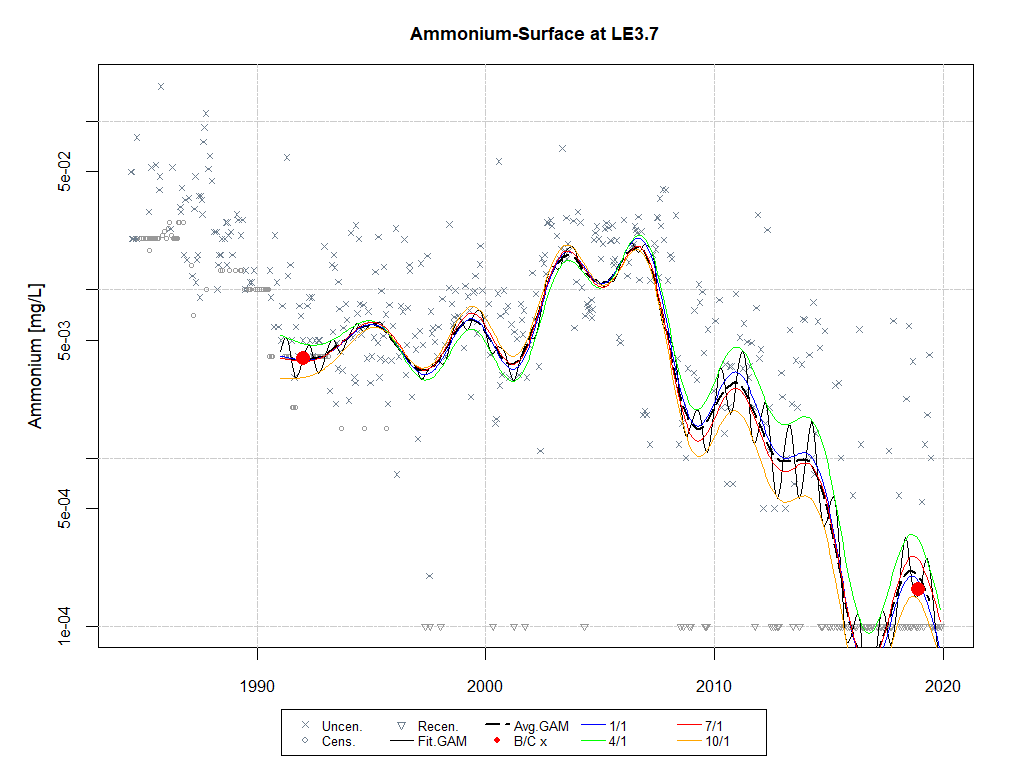 Ammonium-Surface at LE3.7
Ammonium [mg/L]
5e-02
5e-03
5e-04
1e-04
1990 2000 2010 2020
Uncen. Recen. Avg.GAM 1/1 7/1
Cens. Fit.GAM B/C x 4/1 10/1